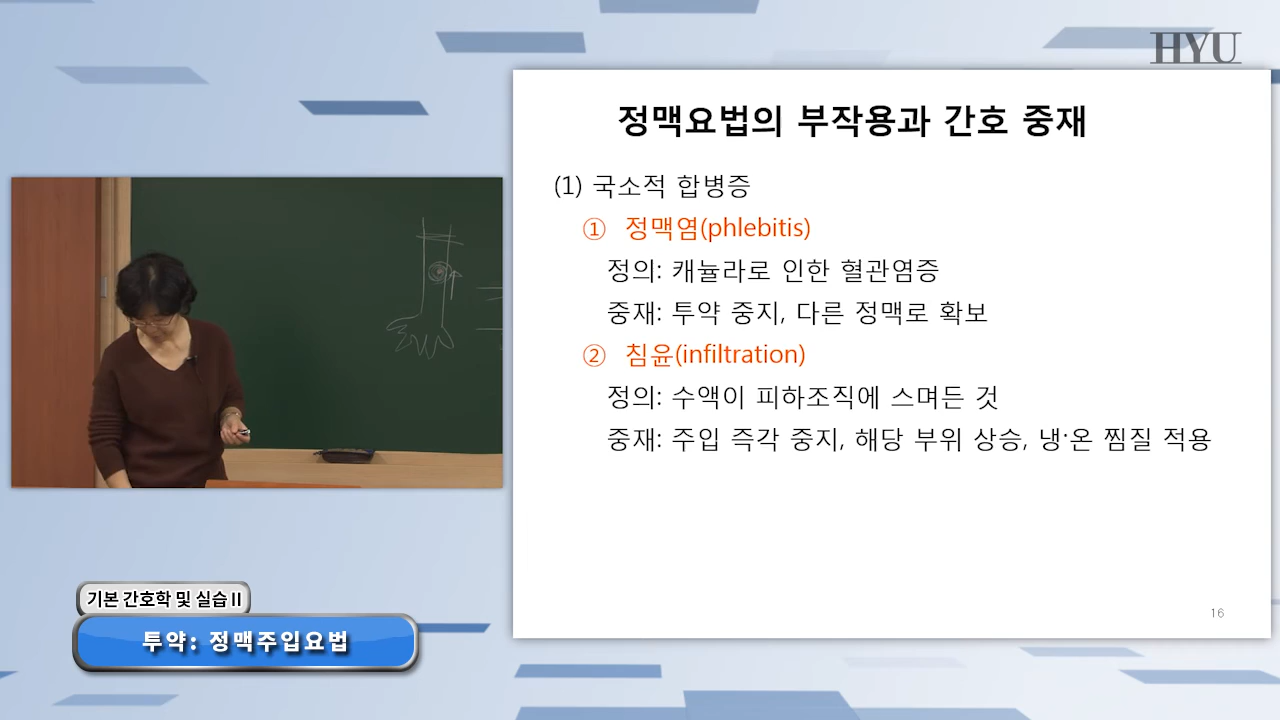 HYU
정맥요법의 부작용과 간호 중재
(1) 국소적 합병증
① 정맥염(phlebitis)
정의: 캐뉼라로 인한 혈관염증
중재: 투약 중지, 다른 정맥로 확보
② 침윤(infiltration)
정의: 수액이 피하조직에 스며든 것
중재: 주입 즉각 중지, 해당 부위 상승, 냉·온 찜질 적용
16
기본 간호학 및 실습 II
투약: 정맥주입요법